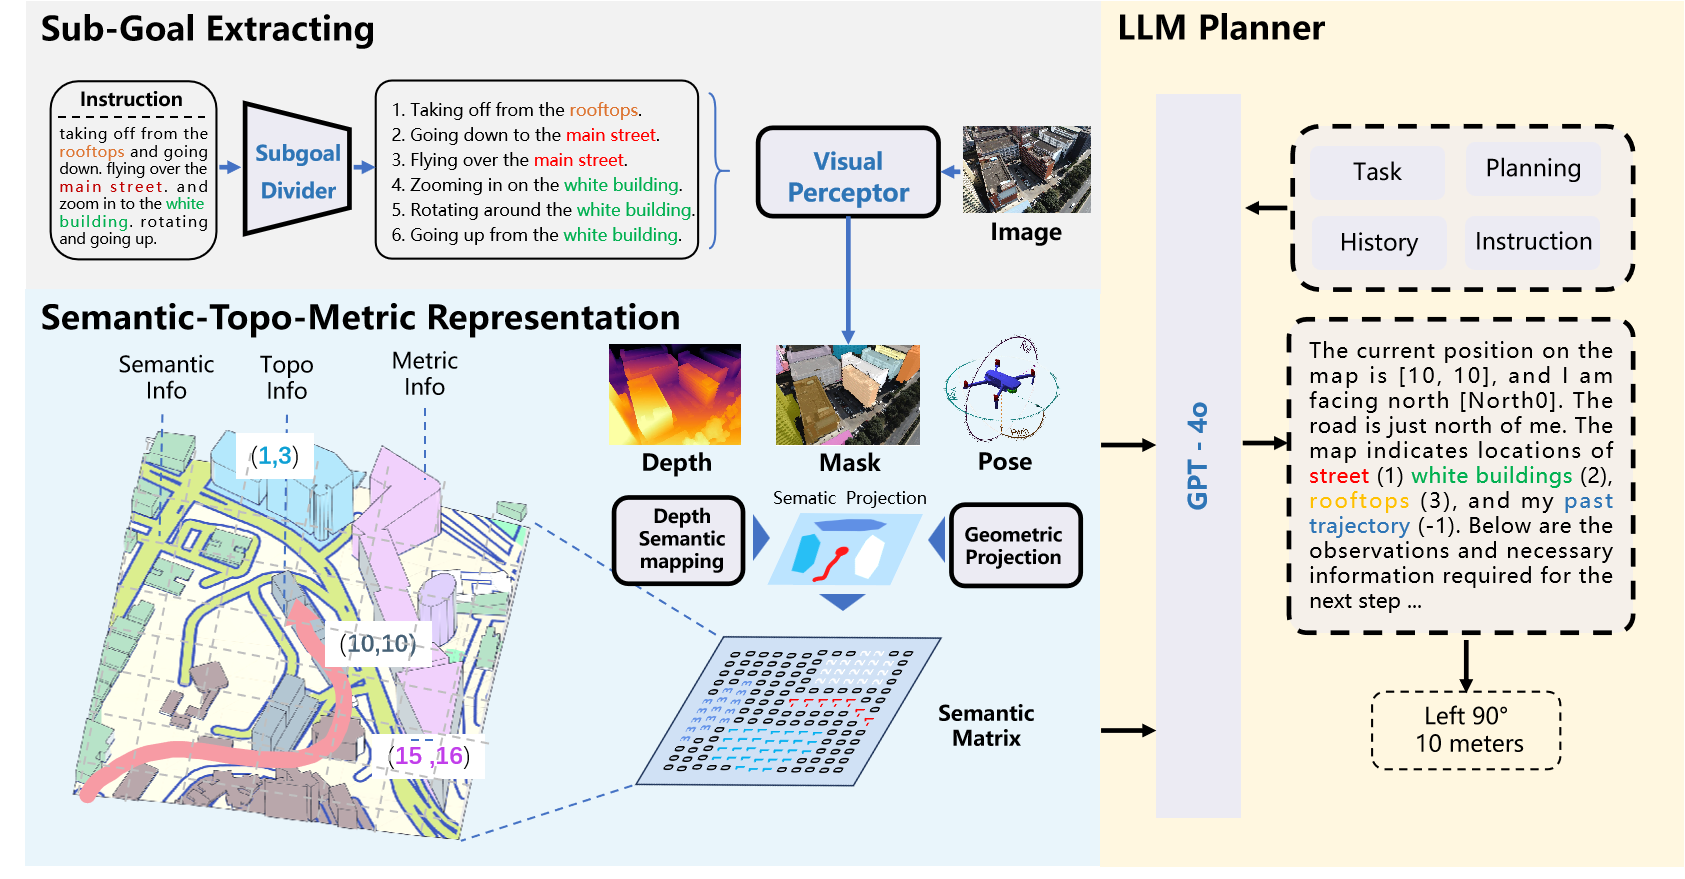 Sub-Goal Extracting
Instruction
taking off from the
rooftops and going
down. flying over the
main street. and
zoom in to the white
building. rotating
and going up.
Subgoal
Divider
1. Taking off from the rooftops.
2. Going down to the main street.
3. Flying over the main street.
4. Zooming in on the white building.
5. Rotating around the white building.
6. Going up from the white building.
Visual
Perceptor
Image
Semantic-Topo-Metric Representation
Semantic
Info
Topo
Info
Metric
Info
(1,3)
(10,10)
(15 ,16)
Depth
Mask
Pose
Depth
Semantic
mapping
Sematic Projection
Geometric
Projection
Semantic
Matrix
LLM Planner
GPT - 4o
Task
Planning
History
Instruction
The current position on the
map is [10, 10], and I am
facing north [North0]. The
road is just north of me. The
map indicates locations of
street (1) white buildings (2),
rooftops (3), and my past
trajectory (-1). Below are the
observations and necessary
information required for the
next step ...
Left 90°
10 meters